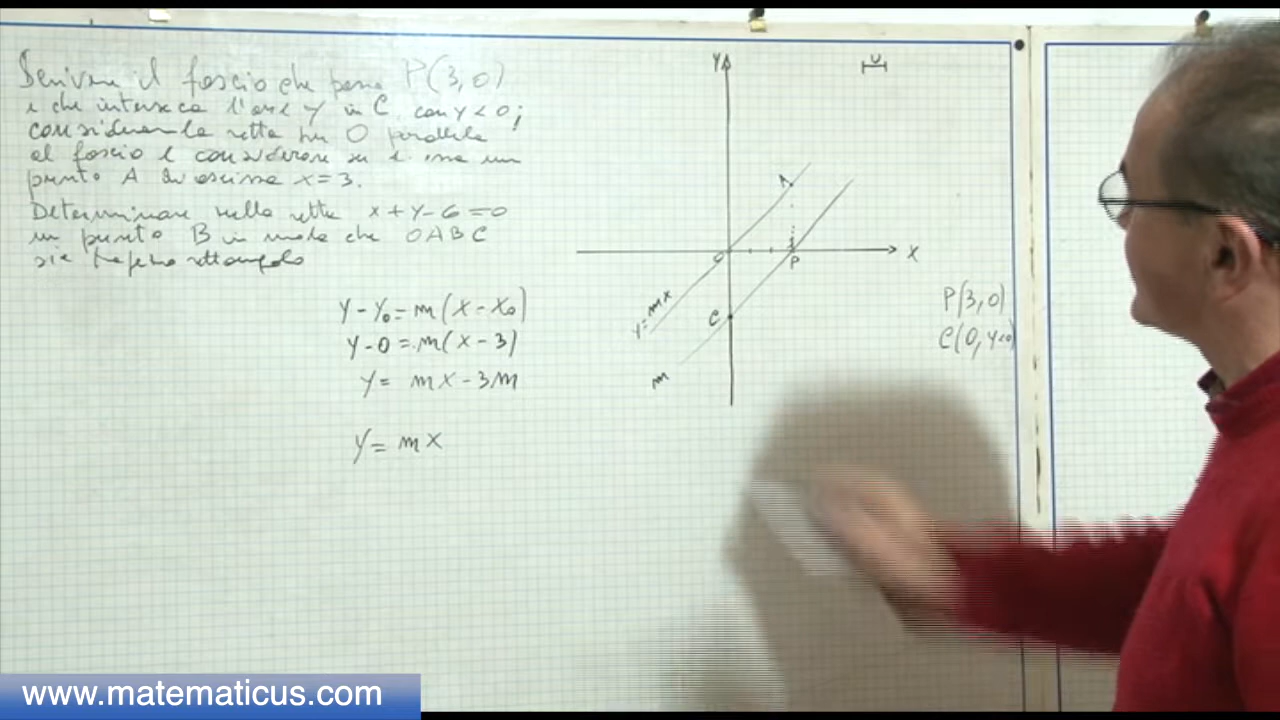 Scrivere il fascio che passa P(3,0)
e che interseca l'asse y in C con y<0;
considerare la retta per O parallela
al fascio e considerare su essa un
punto A di ascissa x=3.
Determinare sulla retta x+y-6=0
un punto B in modo che OABC
sia trapezio rettangolo
y-y₀=m(x-x₀)
y-0=m(x-3)
y= mx-3m
y=mx
y
U
A
O
P
x
y=mx
C
m
P(3,0)
C(0,y<0)
www.matematicus.com